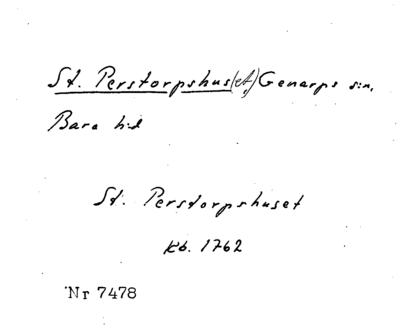 St. Perstorpshus(et) Genarps sn,
Bara hd
St. Perstorpshuset
Kb. 1762
Nr 7478